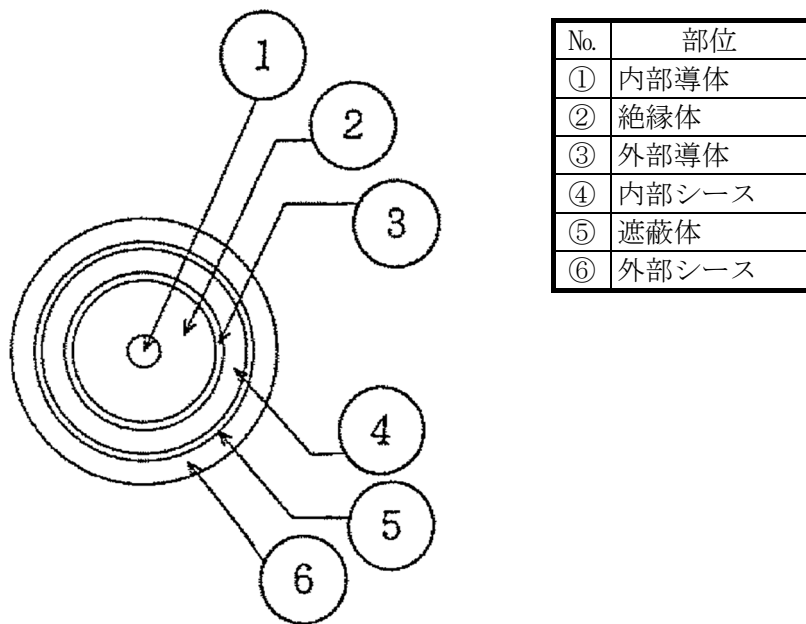 1
2
3
4
5
6
No. 部位
① 内部導体
② 絶縁体
③ 外部導体
④ 内部シース
⑤ 遮蔽体
⑥ 外部シース